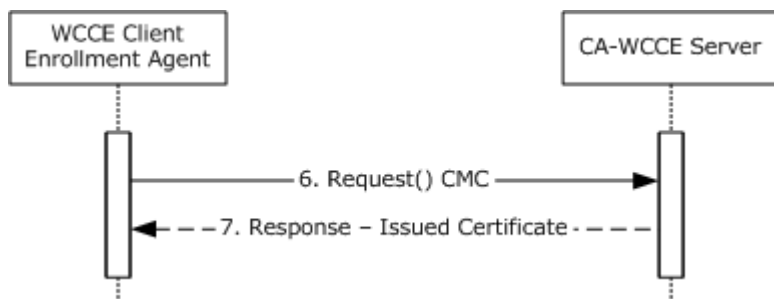 WCCE Client
Enrollment Agent
CA-WCCE Server
6. Request() CMC
7. Response – Issued Certificate